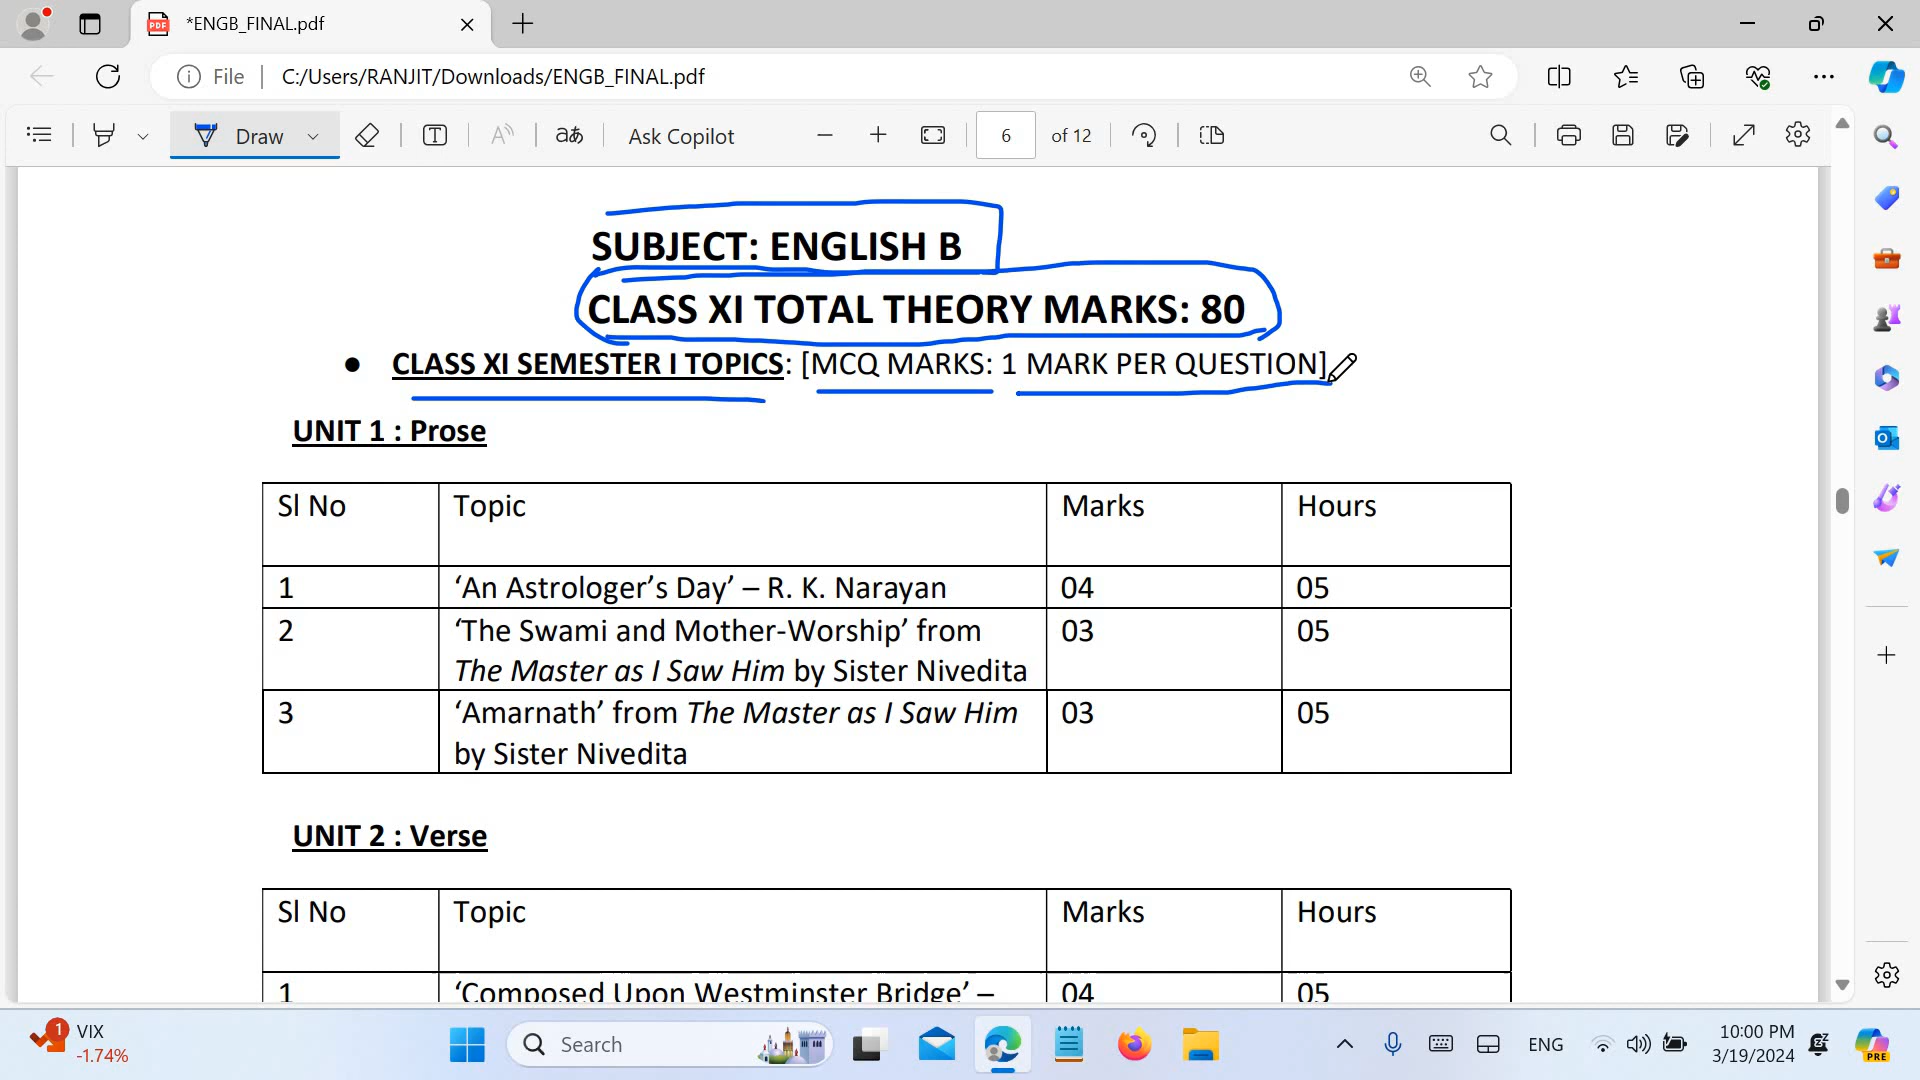 *ENGB_FINAL.pdf
File
C:/Users/RANJIT/Downloads/ENGB_FINAL.pdf
Draw
T
A
aあ
Ask Copilot
6
of 12
SUBJECT: ENGLISH B
CLASS XI TOTAL THEORY MARKS: 80
● CLASS XI SEMESTER I TOPICS: [MCQ MARKS: 1 MARK PER QUESTION]
UNIT 1 : Prose
Sl No Topic Marks Hours
1 ‘An Astrologer’s Day’ – R. K. Narayan 04 05
2 ‘The Swami and Mother-Worship’ from 03 05
The Master as I Saw Him by Sister Nivedita
3 ‘Amarnath’ from The Master as I Saw Him 03 05
by Sister Nivedita
UNIT 2 : Verse
Sl No Topic Marks Hours
1 ‘Composed Upon Westminster Bridge’ – 04 05
1
VIX
-1.74%
Search
ENG
10:00 PM
3/19/2024
PRE